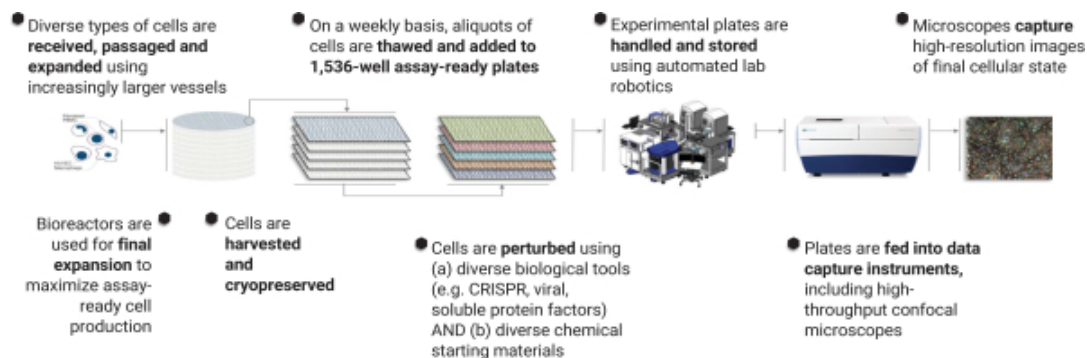 Diverse types of cells are
received, passaged and
expanded using
increasingly larger vessels
On a weekly basis, aliquots of
cells are thawed and added to
1,536-well assay-ready plates
Experimental plates are
handled and stored
using automated lab
robotics
Microscopes capture
high-resolution images
of final cellular state
Bioreactors are
used for final
expansion to
maximize assay-
ready cell
production
Cells are
harvested
and
cryopreserved
Cells are perturbed using
(a) diverse biological tools
(e.g. CRISPR, viral,
soluble protein factors)
AND (b) diverse chemical
starting materials
Plates are fed into data
capture instruments,
including high-
throughput confocal
microscopes